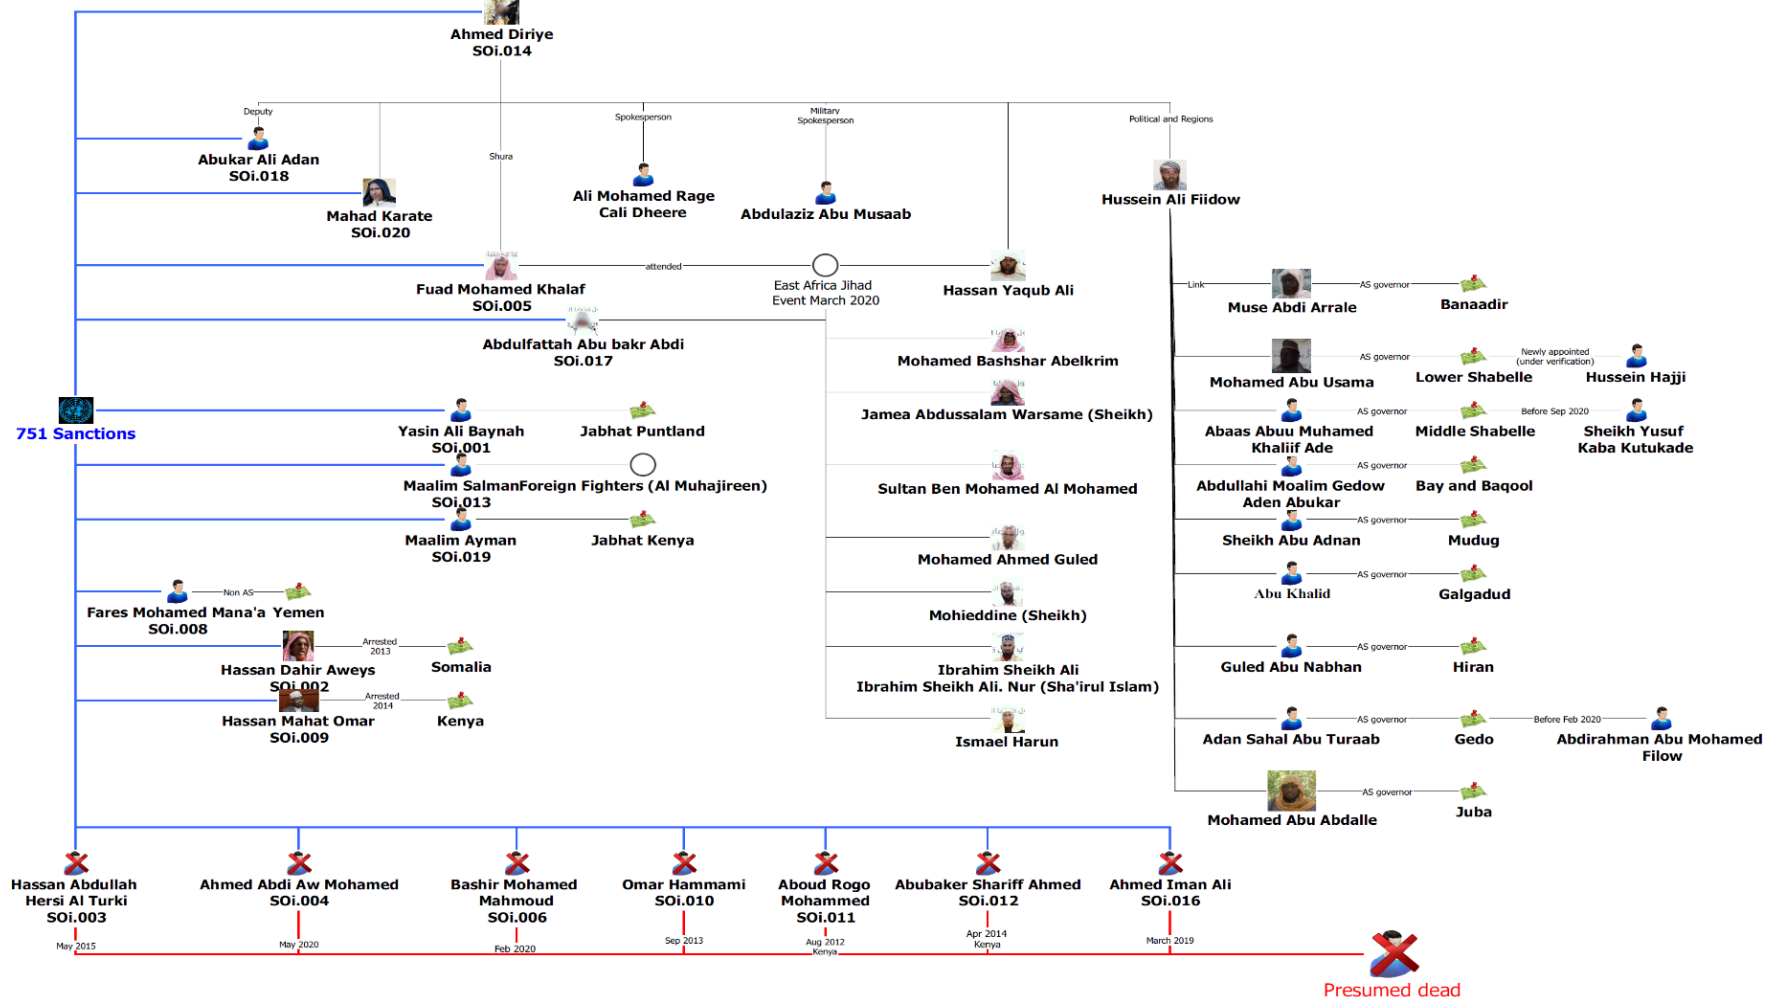 Ahmed Diriye
SOi.014
Deputy
Spokesperson
Military
Spokesperson
Political and Regions
Shura
Abukar Ali Adan
SOi.018
Mahad Karate
SOi.020
Ali Mohamed Rage
Cali Dheere
Abdulaziz Abu Musaab
Hussein Ali Fiidow
Fuad Mohamed Khalaf
SOi.005
attended
East Africa Jihad
Event March 2020
Hassan Yaqub Ali
Abdulfattah Abu bakr Abdi
SOi.017
Mohamed Bashshar Abelkrim
Jamea Abdussalam Warsame (Sheikh)
Sultan Ben Mohamed Al Mohamed
Mohamed Ahmed Guled
Mohieddine (Sheikh)
Ibrahim Sheikh Ali
Ibrahim Sheikh Ali. Nur (Sha'irul Islam)
Ismael Harun
Link
Muse Abdi Arrale
AS governor
Banaadir
Mohamed Abu Usama
AS governor
Lower Shabelle
Newly appointed
(under verification)
Hussein Hajji
Abaas Abuu Muhamed
Khaliif Ade
AS governor
Middle Shabelle
Before Sep 2020
Sheikh Yusuf
Kaba Kutukade
Abdullahi Moalim Gedow
Aden Abukar
AS governor
Bay and Baqool
Sheikh Abu Adnan
AS governor
Mudug
Abu Khalid
AS governor
Galgadud
Guled Abu Nabhan
AS governor
Hiran
Adan Sahal Abu Turaab
AS governor
Gedo
Before Feb 2020
Abdirahman Abu Mohamed
Filow
Mohamed Abu Abdalle
AS governor
Juba
751 Sanctions
Yasin Ali Baynah
SOi.001
Jabhat Puntland
Maalim Salman
SOi.013
Foreign Fighters (Al Muhajireen)
Maalim Ayman
SOi.019
Jabhat Kenya
Fares Mohamed Mana'a
SOi.008
Non AS
Yemen
Hassan Dahir Aweys
SOi.002
Arrested
2013
Somalia
Hassan Mahat Omar
SOi.009
Arrested
2014
Kenya
Hassan Abdullah
Hersi Al Turki
SOi.003
May 2015
Ahmed Abdi Aw Mohamed
SOi.004
May 2020
Bashir Mohamed
Mahmoud
SOi.006
Feb 2020
Omar Hammami
SOi.010
Sep 2013
Aboud Rogo
Mohammed
SOi.011
Aug 2012
Kenya
Abubaker Shariff Ahmed
SOi.012
Apr 2014
Kenya
Ahmed Iman Ali
SOi.016
March 2019
Presumed dead